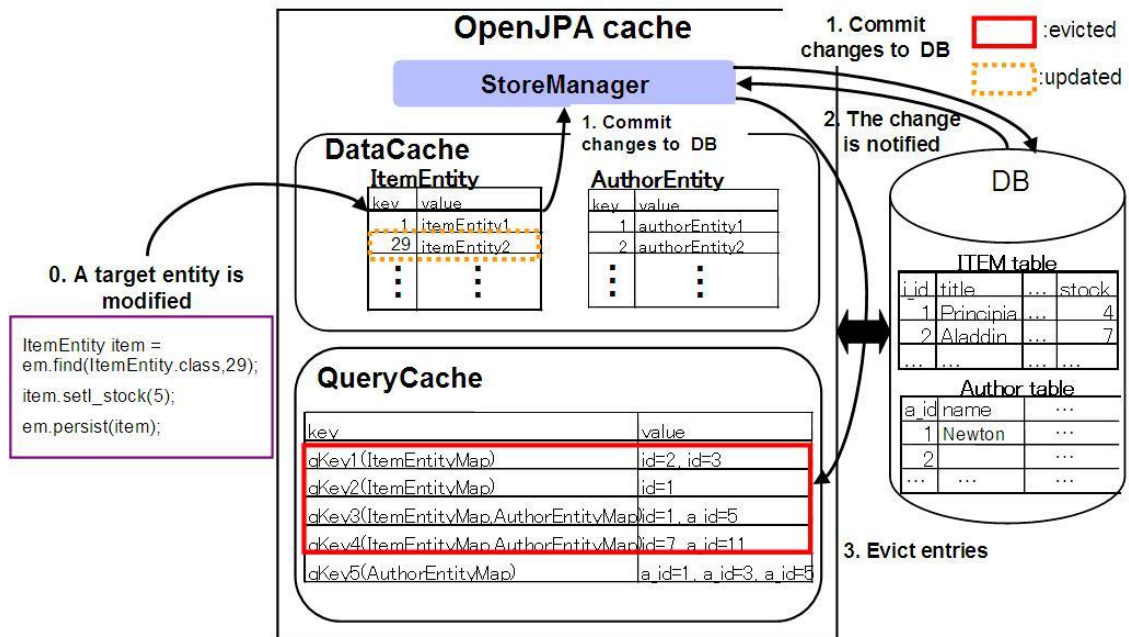 OpenJPA cache
1. Commit
changes to DB
:evicted
:updated
StoreManager
1. Commit
changes to DB
2. The change
is notified
DataCache
ItemEntity
key value
1 itemEntity1
29 itemEntity2
⋮ ⋮
AuthorEntity
key value
1 authorEntity1
2 authorEntity2
⋮ ⋮
DB
ITEM table
i_id title … stock
1 Principia … 4
2 Aladdin … 7
… … … …
Author table
a_id name …
1 Newton …
2 …
… … …
0. A target entity is
modified
ItemEntity item =
em.find(ItemEntity.class,29);
item.setI_stock(5);
em.persist(item);
QueryCache
key value
qKey1(ItemEntityMap) id=2, id=3
qKey2(ItemEntityMap) id=1
qKey3(ItemEntityMap,AuthorEntityMap) id=1, a_id=5
qKey4(ItemEntityMap,AuthorEntityMap) id=7, a_id=11
qKey5(AuthorEntityMap) a_id=1, a_id=3, a_id=5
3. Evict entries